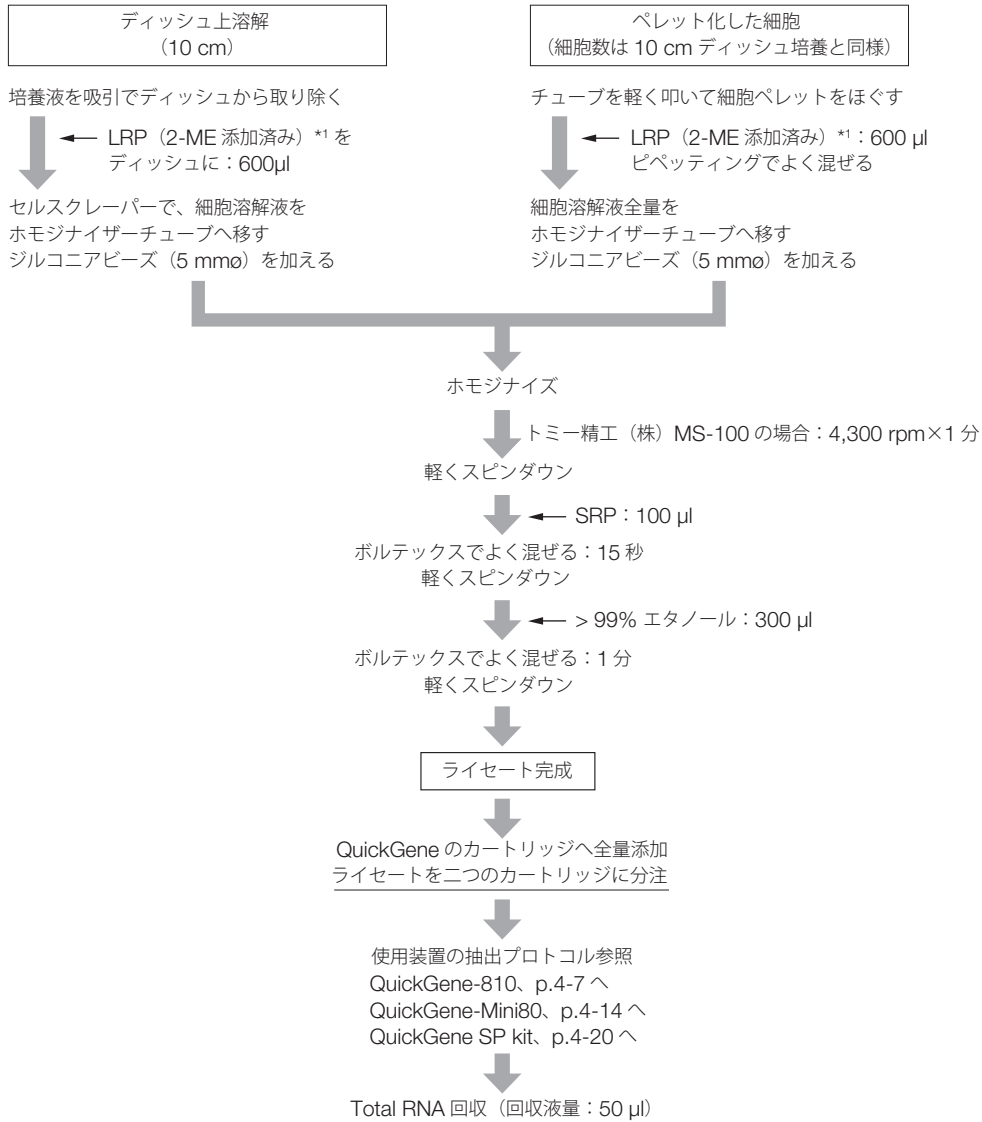 ディッシュ上溶解
（10 cm）
培養液を吸引でディッシュから取り除く
LRP（2-ME 添加済み）*1 を
ディッシュに：600µl
セルスクレーパーで、細胞溶解液を
ホモジナイザーチューブへ移す
ジルコニアビーズ（5 mmø）を加える
ペレット化した細胞
（細胞数は 10 cm ディッシュ培養と同様）
チューブを軽く叩いて細胞ペレットをほぐす
LRP（2-ME 添加済み）*1：600 µl
ピペッティングでよく混ぜる
細胞溶解液全量を
ホモジナイザーチューブへ移す
ジルコニアビーズ（5 mmø）を加える
ホモジナイズ
トミー精工（株）MS-100 の場合：4,300 rpm×1 分
軽くスピンダウン
SRP：100 µl
ボルテックスでよく混ぜる：15 秒
軽くスピンダウン
> 99% エタノール：300 µl
ボルテックスでよく混ぜる：1 分
軽くスピンダウン
ライセート完成
QuickGene のカートリッジへ全量添加
ライセートを二つのカートリッジに分注
使用装置の抽出プロトコル参照
QuickGene-810、p.4-7 へ
QuickGene-Mini80、p.4-14 へ
QuickGene SP kit、p.4-20 へ
Total RNA 回収（回収液量：50 µl）